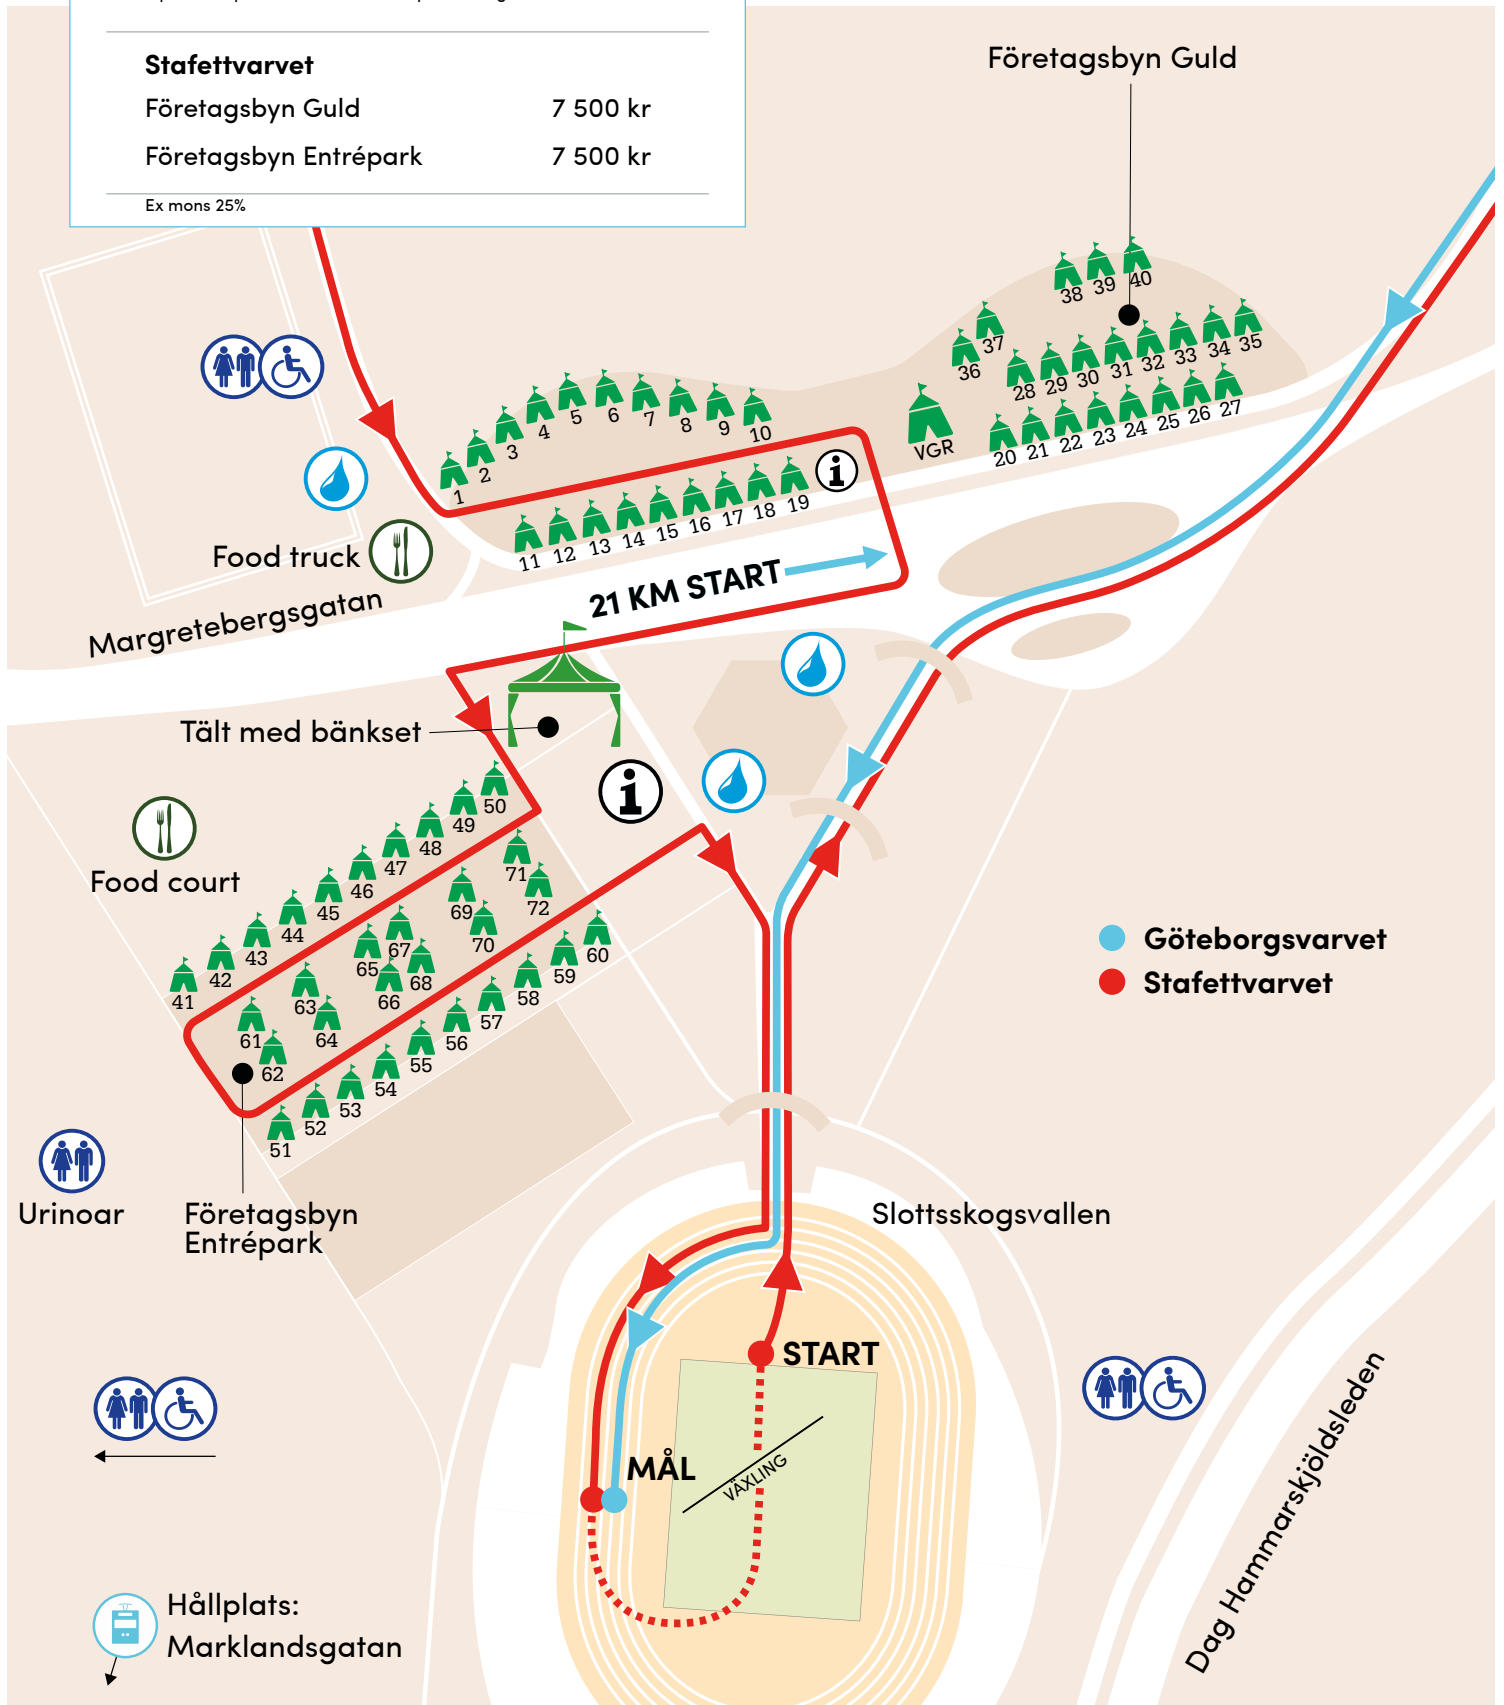 Stafettvarvet
Företagsbyn Guld 7 500 kr
Företagsbyn Entrépark 7 500 kr
Ex moms 25%
Företagsbyn Guld
38 39 40
37
36
28 29 30 31 32 33 34 35
VGR
20 21 22 23 24 25 26 27
1 2 3 4 5 6 7 8 9 10
11 12 13 14 15 16 17 18 19
Food truck
21 KM START
Margretebergsgatan
Tält med bänkset
Food court
41 42 43 44 45 46 47 48 49 50
71
72
69
70
67
68
65
66
63
64
61
62
51 52 53 54 55 56 57 58 59 60
Göteborgsvarvet
Stafettvarvet
Urinoar
Företagsbyn
Entrépark
Slottsskogsvallen
START
MÅL
VÄXLING
Dag Hammarskjöldsleden
Hållplats:
Marklandsgatan